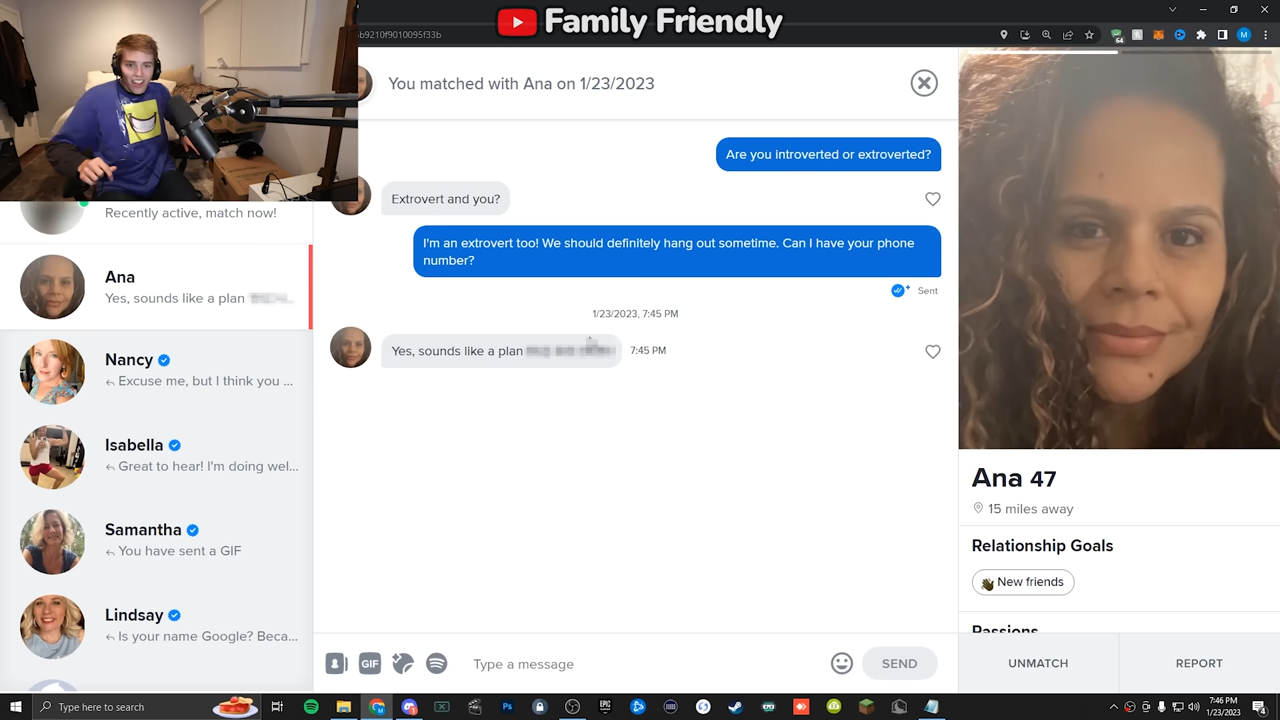 Family Friendly
b9210f9010095f33b
You matched with Ana on 1/23/2023
Are you introverted or extroverted?
Extrovert and you?
I'm an extrovert too! We should definitely hang out sometime. Can I have your phone
number?
Sent
1/23/2023, 7:45 PM
Yes, sounds like a plan
7:45 PM
Recently active, match now!
Ana
Yes, sounds like a plan
Nancy
Excuse me, but I think you ...
Isabella
Great to hear! I'm doing wel...
Samantha
You have sent a GIF
Lindsay
Is your name Google? Beca...
Ana 47
15 miles away
Relationship Goals
New friends
Passions
GIF
Type a message
SEND
UNMATCH
REPORT
Type here to search
7:46 PM
1/23/2023